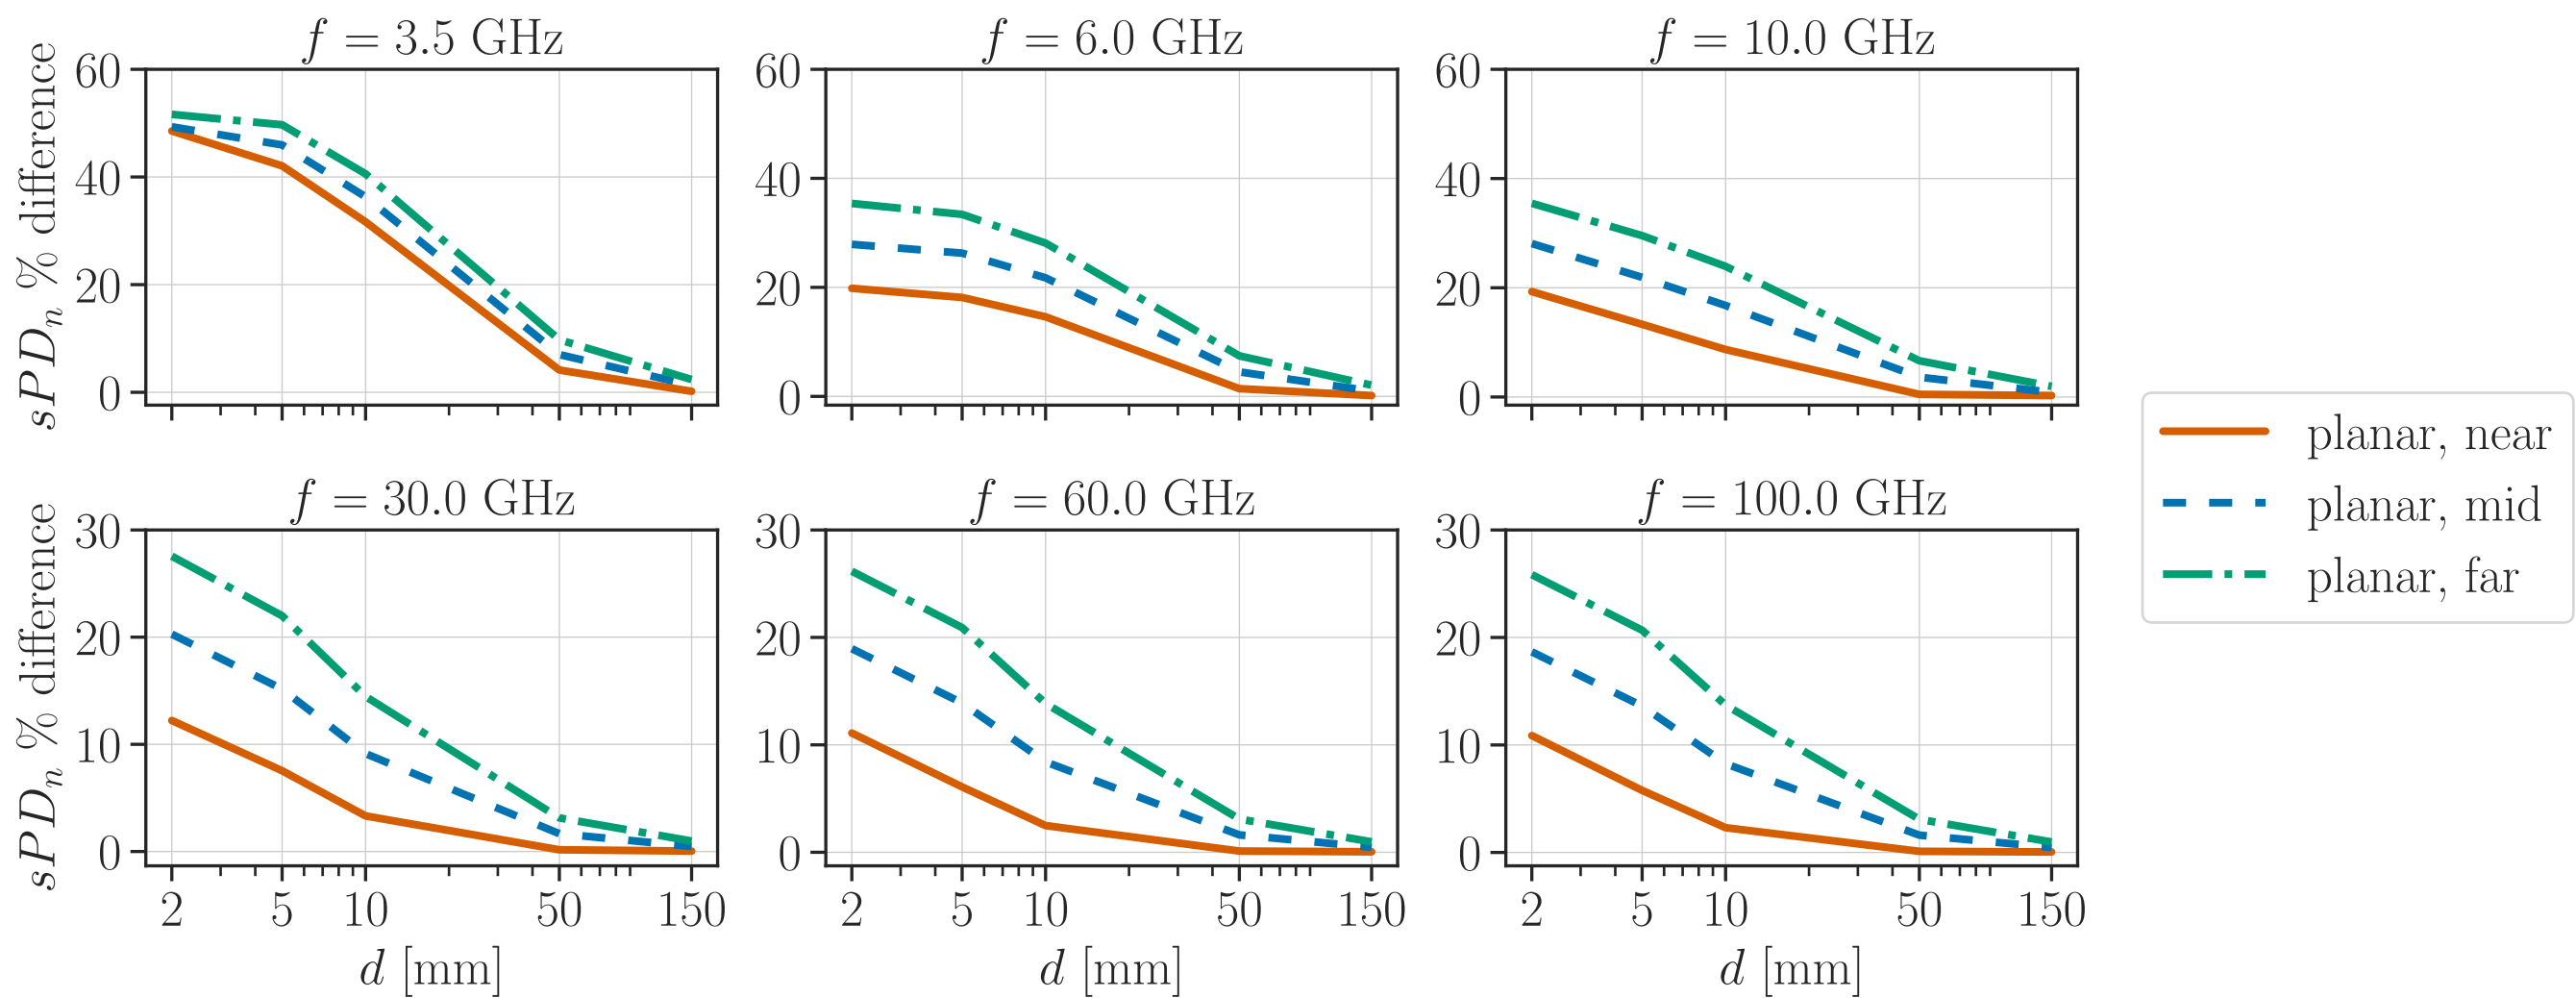 f = 3.5 GHz
f = 6.0 GHz
f = 10.0 GHz
sPDₙ % difference
60
40
20
0
60
40
20
0
60
40
20
0
f = 30.0 GHz
f = 60.0 GHz
f = 100.0 GHz
sPDₙ % difference
30
20
10
0
30
20
10
0
30
20
10
0
2 5 10 50 150
2 5 10 50 150
2 5 10 50 150
d [mm]
d [mm]
d [mm]
planar, near
planar, mid
planar, far